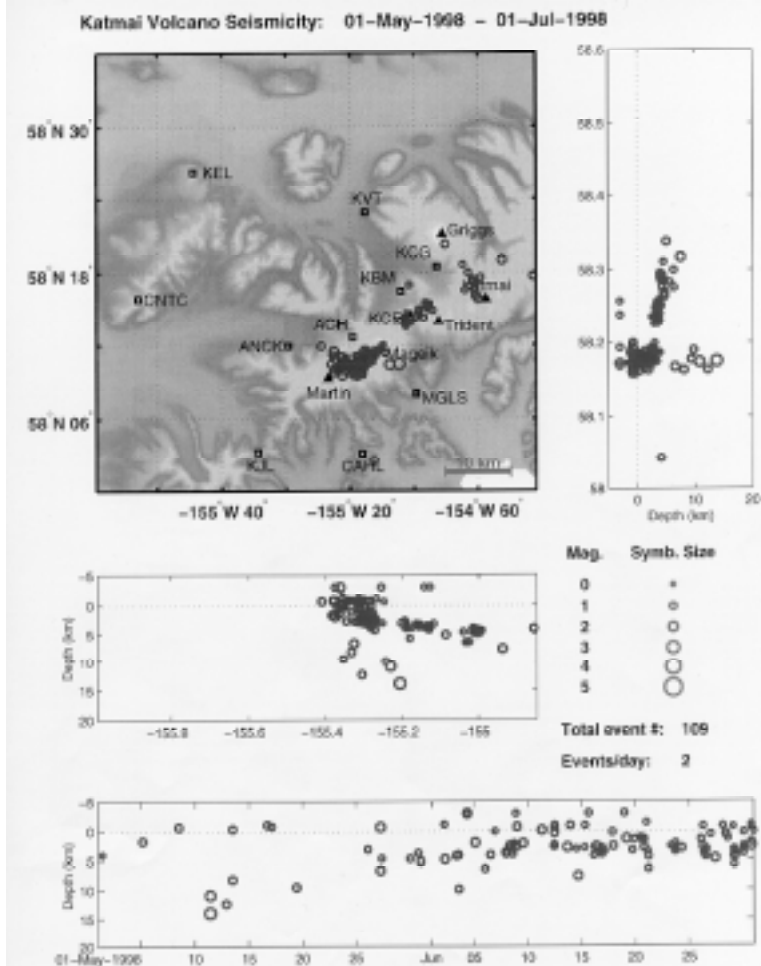 Katmai Volcano Seismicity: 01-May-1998 - 01-Jul-1998
58° N 30'
58° N 18'
58° N 06'
KEL
KVT
Griggs
KCG
KBM
CNTC
Trident
ACH
ANCK
Mageik
Martin
MGLS
KJL
CAHL
10 km
-155° W 40'
-155° W 20'
-154° W 60'
58.6
58.5
58.4
58.3
58.2
58.1
58
0 10 20
Depth (km)
-5
0
5
10
15
20
Depth (km)
-155.8 -155.6 -155.4 -155.2 -155
Mag. Symb. Size
0
1
2
3
4
5
Total event #: 109
Events/day: 2
-5
0
5
10
15
20
Depth (km)
01-May-1998 10 15 20 25 Jun 05 10 15 20 25